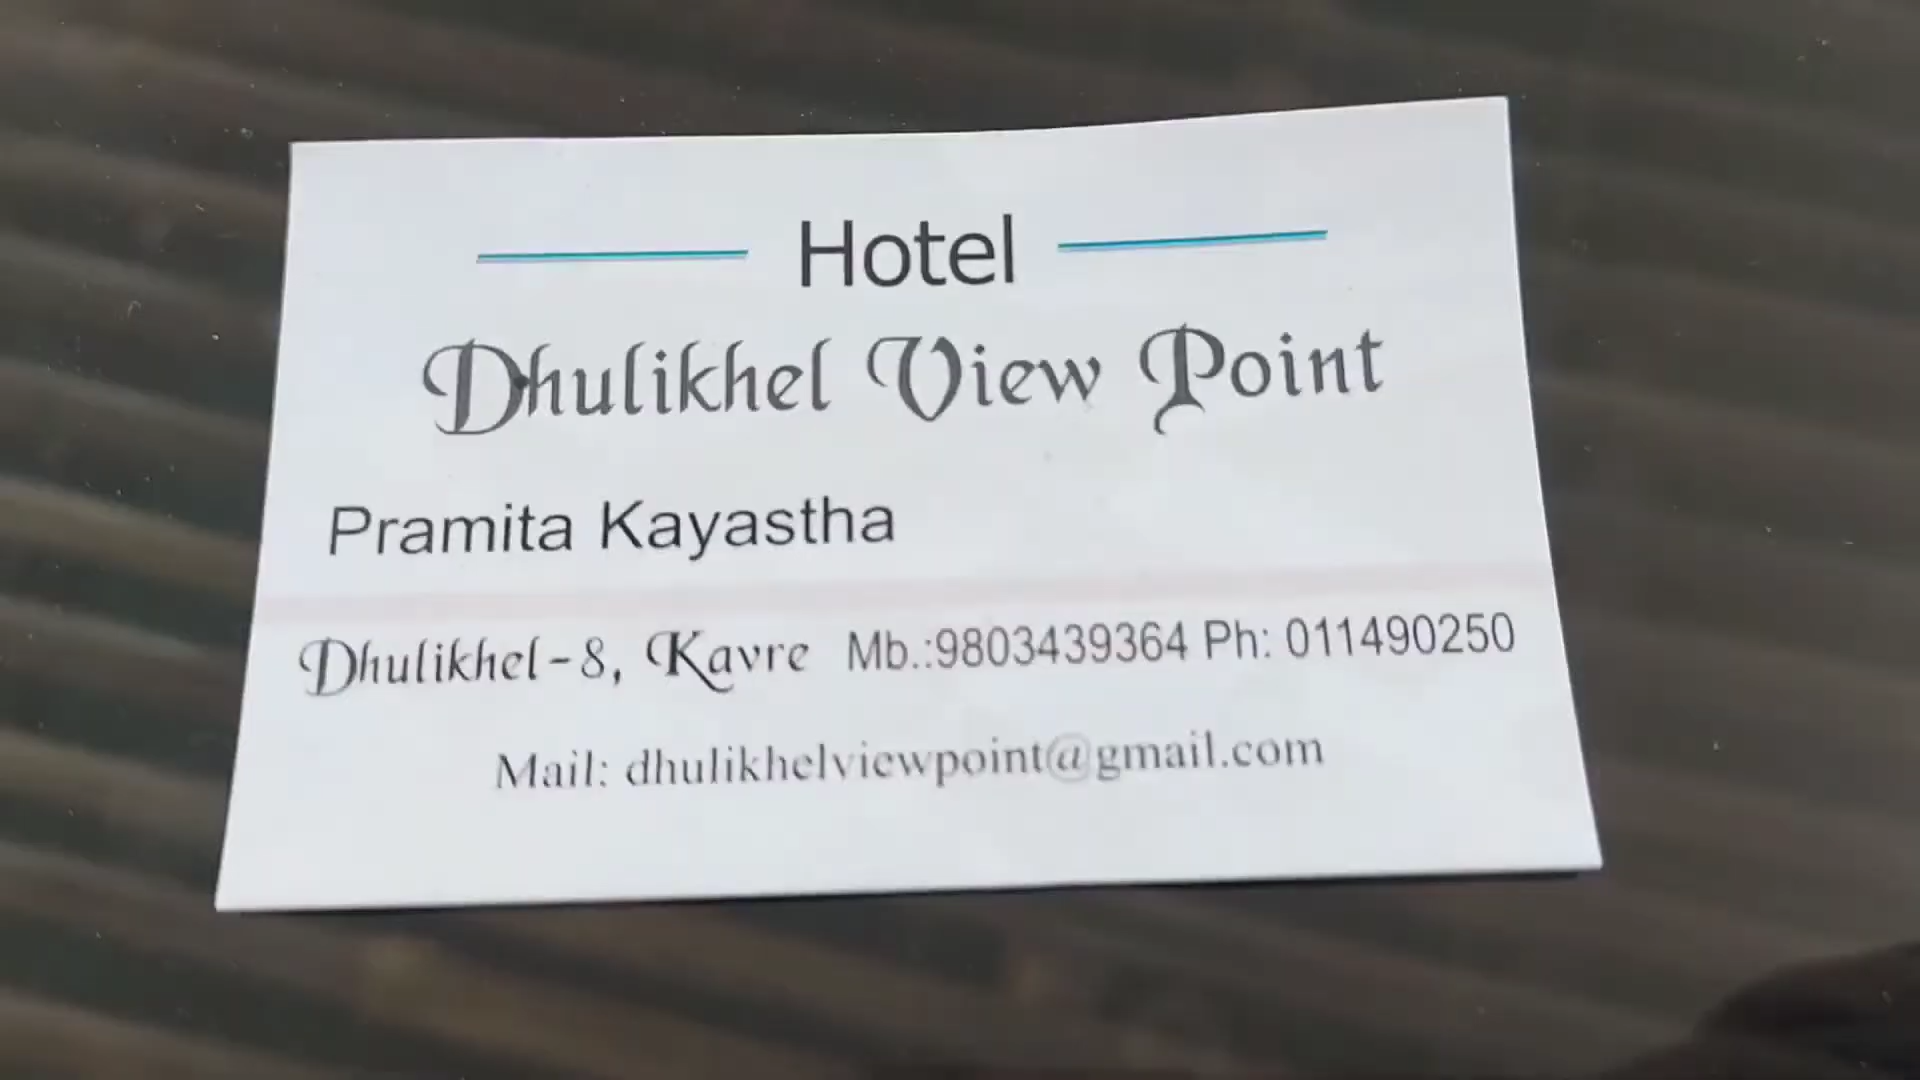 Hotel
Dhulikhel View Point
Pramita Kayastha
Dhulikhel-8, Kavre Mb.:9803439364 Ph: 011490250
Mail: dhulikhelviewpoint@gmail.com